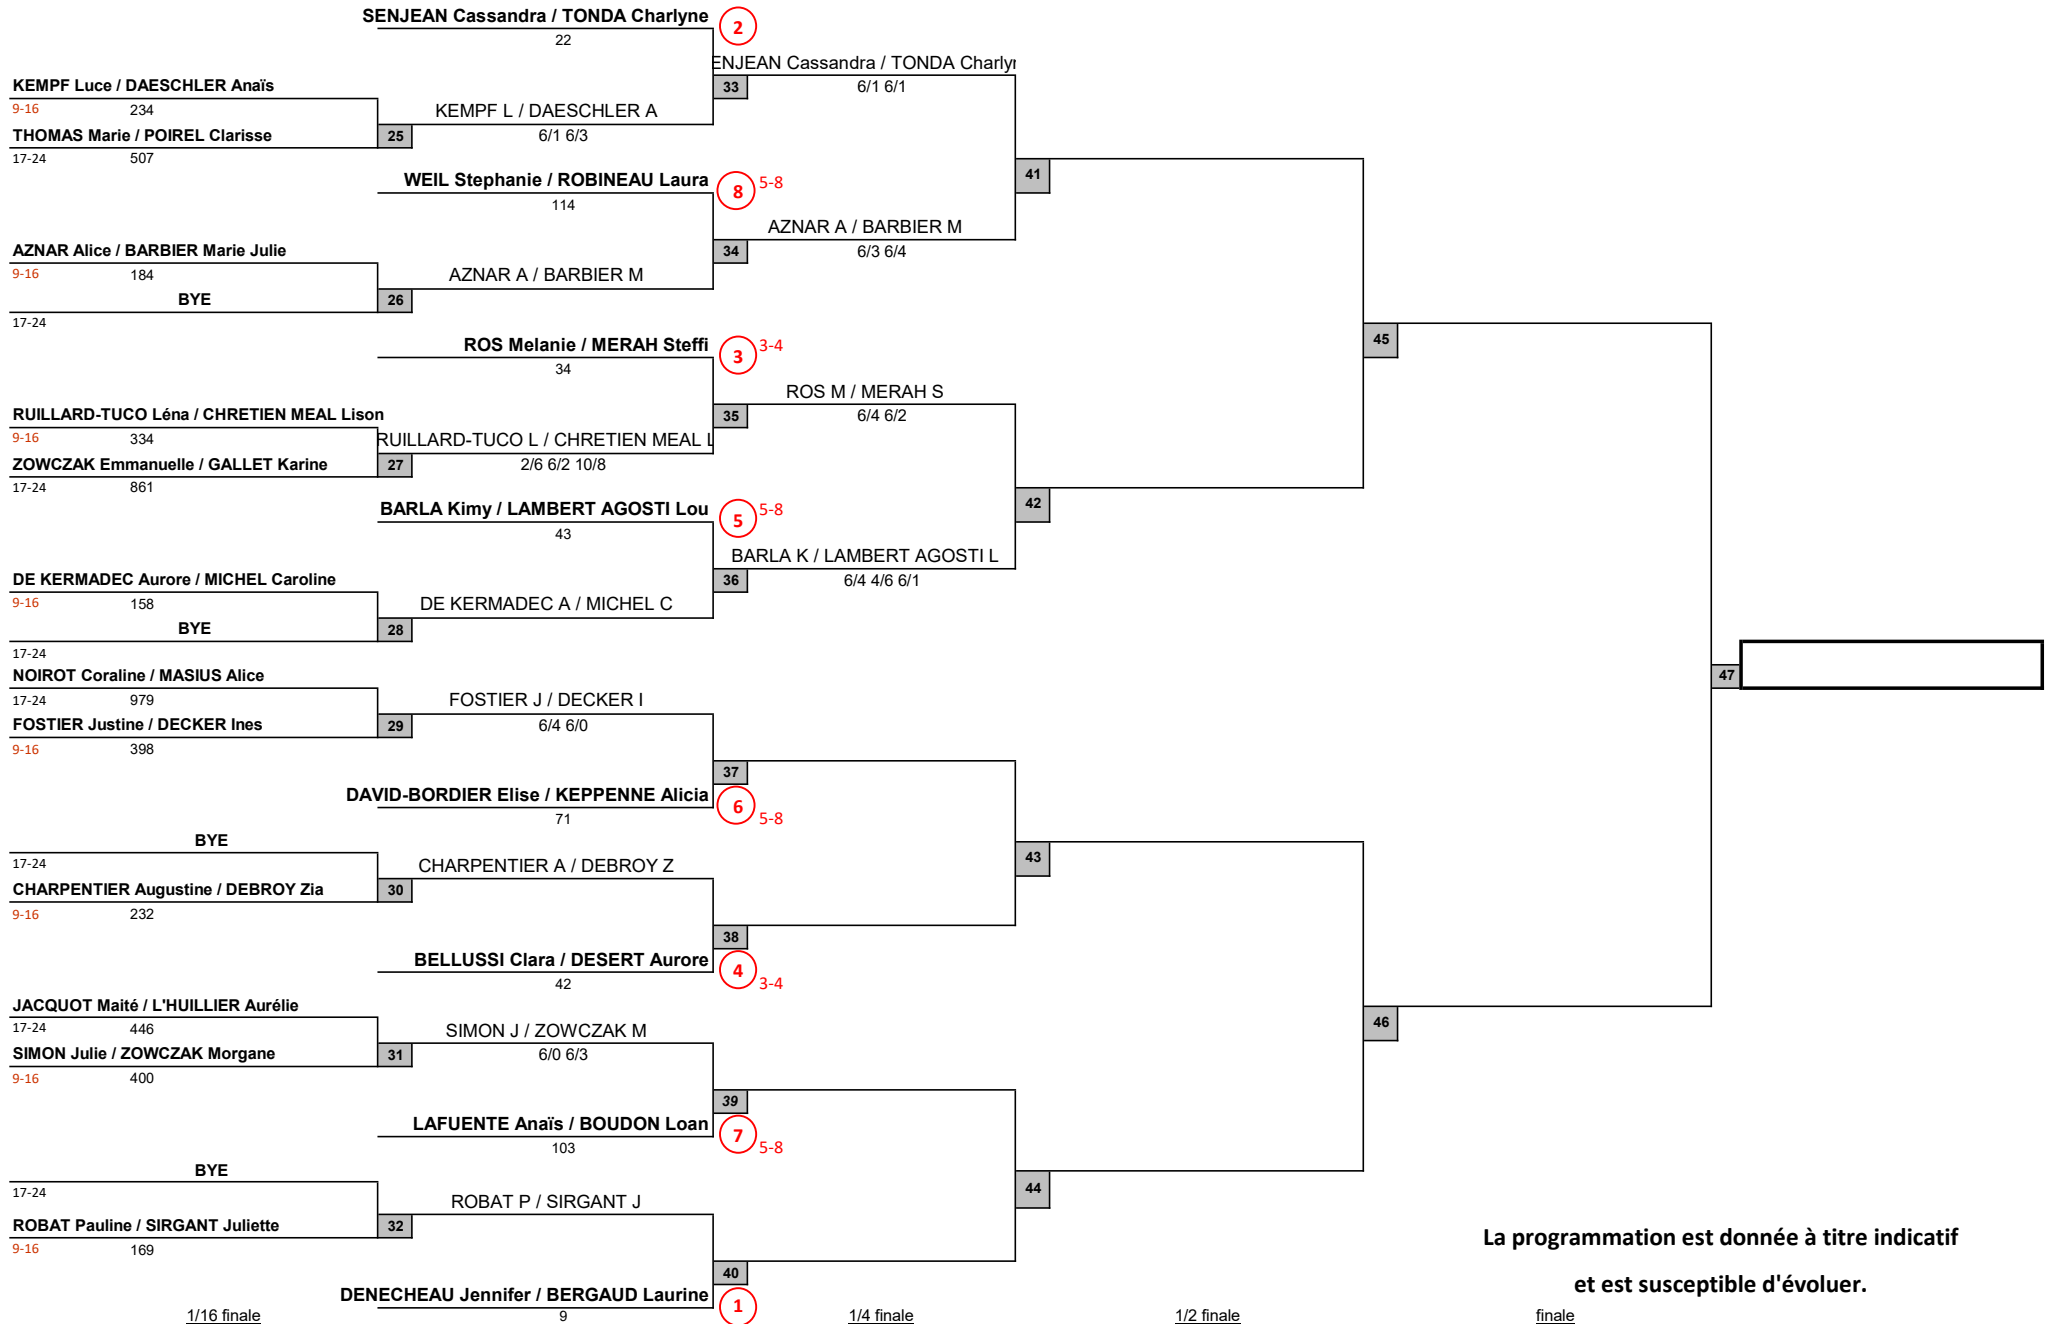 SENJEAN Cassandra / TONDA Charlyne
2
22
ENJEAN Cassandra / TONDA Charlyr
KEMPF Luce / DAESCHLER Anaïs
33
6/1 6/1
9-16
234
KEMPF L / DAESCHLER A
THOMAS Marie / POIREL Clarisse
25
6/1 6/3
17-24
507
WEIL Stephanie / ROBINEAU Laura
8
5-8
41
114
AZNAR A / BARBIER M
AZNAR Alice / BARBIER Marie Julie
34
6/3 6/4
9-16
184
AZNAR A / BARBIER M
BYE
26
17-24
ROS Melanie / MERAH Steffi
3
3-4
45
34
ROS M / MERAH S
RUILLARD-TUCO Léna / CHRETIEN MEAL Lison
35
6/4 6/2
9-16
334
RUILLARD-TUCO L / CHRETIEN MEAL L
ZOWCZAK Emmanuelle / GALLET Karine
27
2/6 6/2 10/8
17-24
861
BARLA Kimy / LAMBERT AGOSTI Lou
5
5-8
42
43
BARLA K / LAMBERT AGOSTI L
DE KERMADEC Aurore / MICHEL Caroline
36
6/4 4/6 6/1
9-16
158
DE KERMADEC A / MICHEL C
BYE
28
17-24
NOIROT Coraline / MASIUS Alice
47
17-24
979
FOSTIER J / DECKER I
FOSTIER Justine / DECKER Ines
29
6/4 6/0
9-16
398
37
DAVID-BORDIER Elise / KEPPENNE Alicia
6
5-8
71
BYE
17-24
CHARPENTIER A / DEBROY Z
43
CHARPENTIER Augustine / DEBROY Zia
30
9-16
232
38
BELLUSSI Clara / DESERT Aurore
4
3-4
42
JACQUOT Maité / L'HUILLIER Aurélie
17-24
446
SIMON J / ZOWCZAK M
46
SIMON Julie / ZOWCZAK Morgane
31
6/0 6/3
9-16
400
39
LAFUENTE Anaïs / BOUDON Loan
7
5-8
103
BYE
17-24
ROBAT P / SIRGANT J
44
ROBAT Pauline / SIRGANT Juliette
32
9-16
169
La programmation est donnée à titre indicatif
40
et est susceptible d'évoluer.
DENECHEAU Jennifer / BERGAUD Laurine
1
9
1/16 finale
1/4 finale
1/2 finale
finale